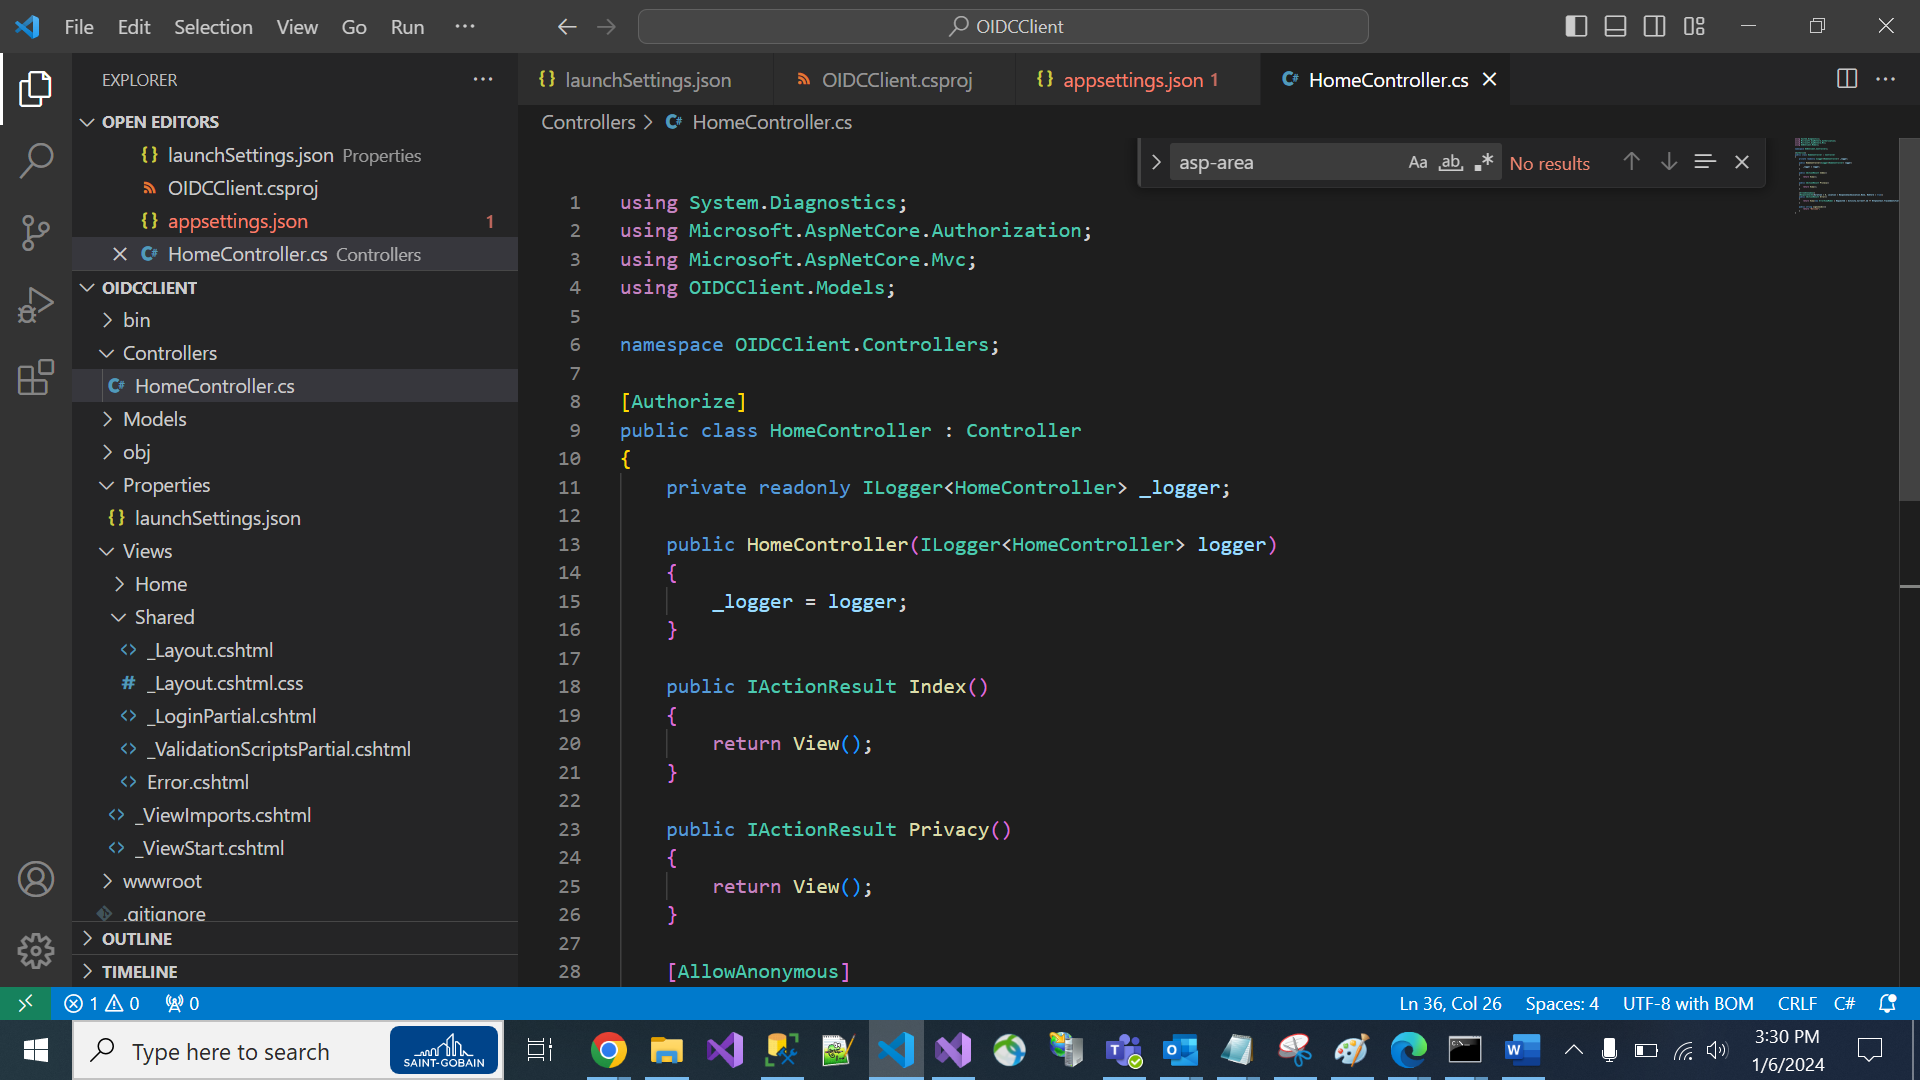 File Edit Selection View Go Run ···
OIDCClient
EXPLORER ···
OPEN EDITORS
launchSettings.json Properties
OIDCClient.csproj
appsettings.json 1
HomeController.cs Controllers
OIDCCLIENT
bin
Controllers
HomeController.cs
Models
obj
Properties
launchSettings.json
Views
Home
Shared
_Layout.cshtml
_Layout.cshtml.css
_LoginPartial.cshtml
_ValidationScriptsPartial.cshtml
Error.cshtml
_ViewImports.cshtml
_ViewStart.cshtml
wwwroot
.gitignore
OUTLINE
TIMELINE
launchSettings.json OIDCClient.csproj appsettings.json 1 HomeController.cs
Controllers > HomeController.cs
asp-area Aa ab .* No results
1 using System.Diagnostics;
2 using Microsoft.AspNetCore.Authorization;
3 using Microsoft.AspNetCore.Mvc;
4 using OIDCClient.Models;
5
6 namespace OIDCClient.Controllers;
7
8 [Authorize]
9 public class HomeController : Controller
10 {
11 private readonly ILogger<HomeController> _logger;
12
13 public HomeController(ILogger<HomeController> logger)
14 {
15 _logger = logger;
16 }
17
18 public IActionResult Index()
19 {
20 return View();
21 }
22
23 public IActionResult Privacy()
24 {
25 return View();
26 }
27
28 [AllowAnonymous]
1 0 0 Ln 36, Col 26 Spaces: 4 UTF-8 with BOM CRLF C#
Type here to search
SAINT-GOBAIN
3:30 PM
1/6/2024